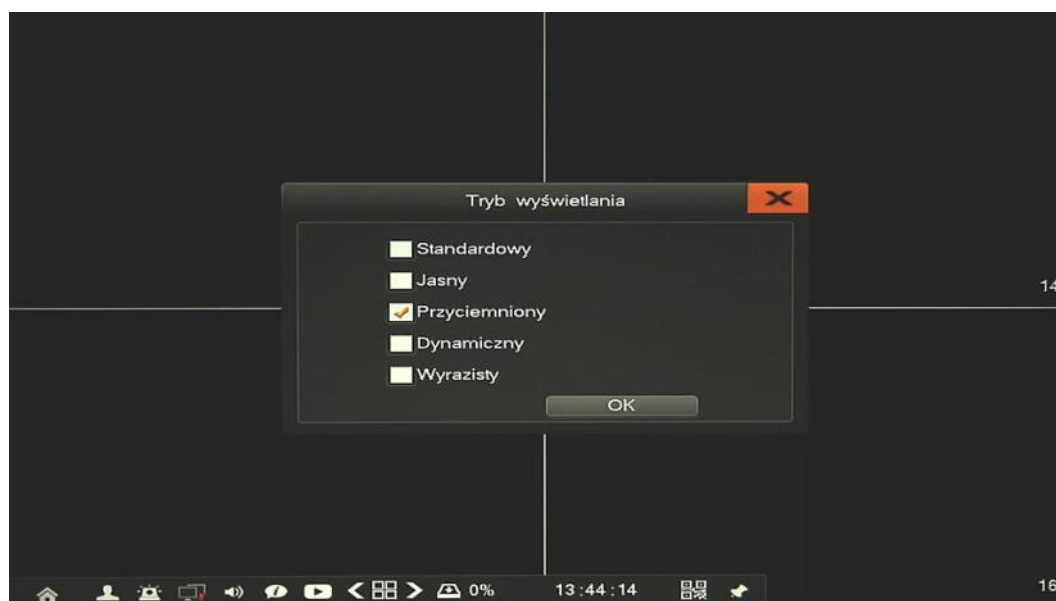 Tryb wyświetlania
Standardowy
Jasny
14
Przyciemniony
Dynamiczny
Wyrazisty
OK
0%
13:44:14
16